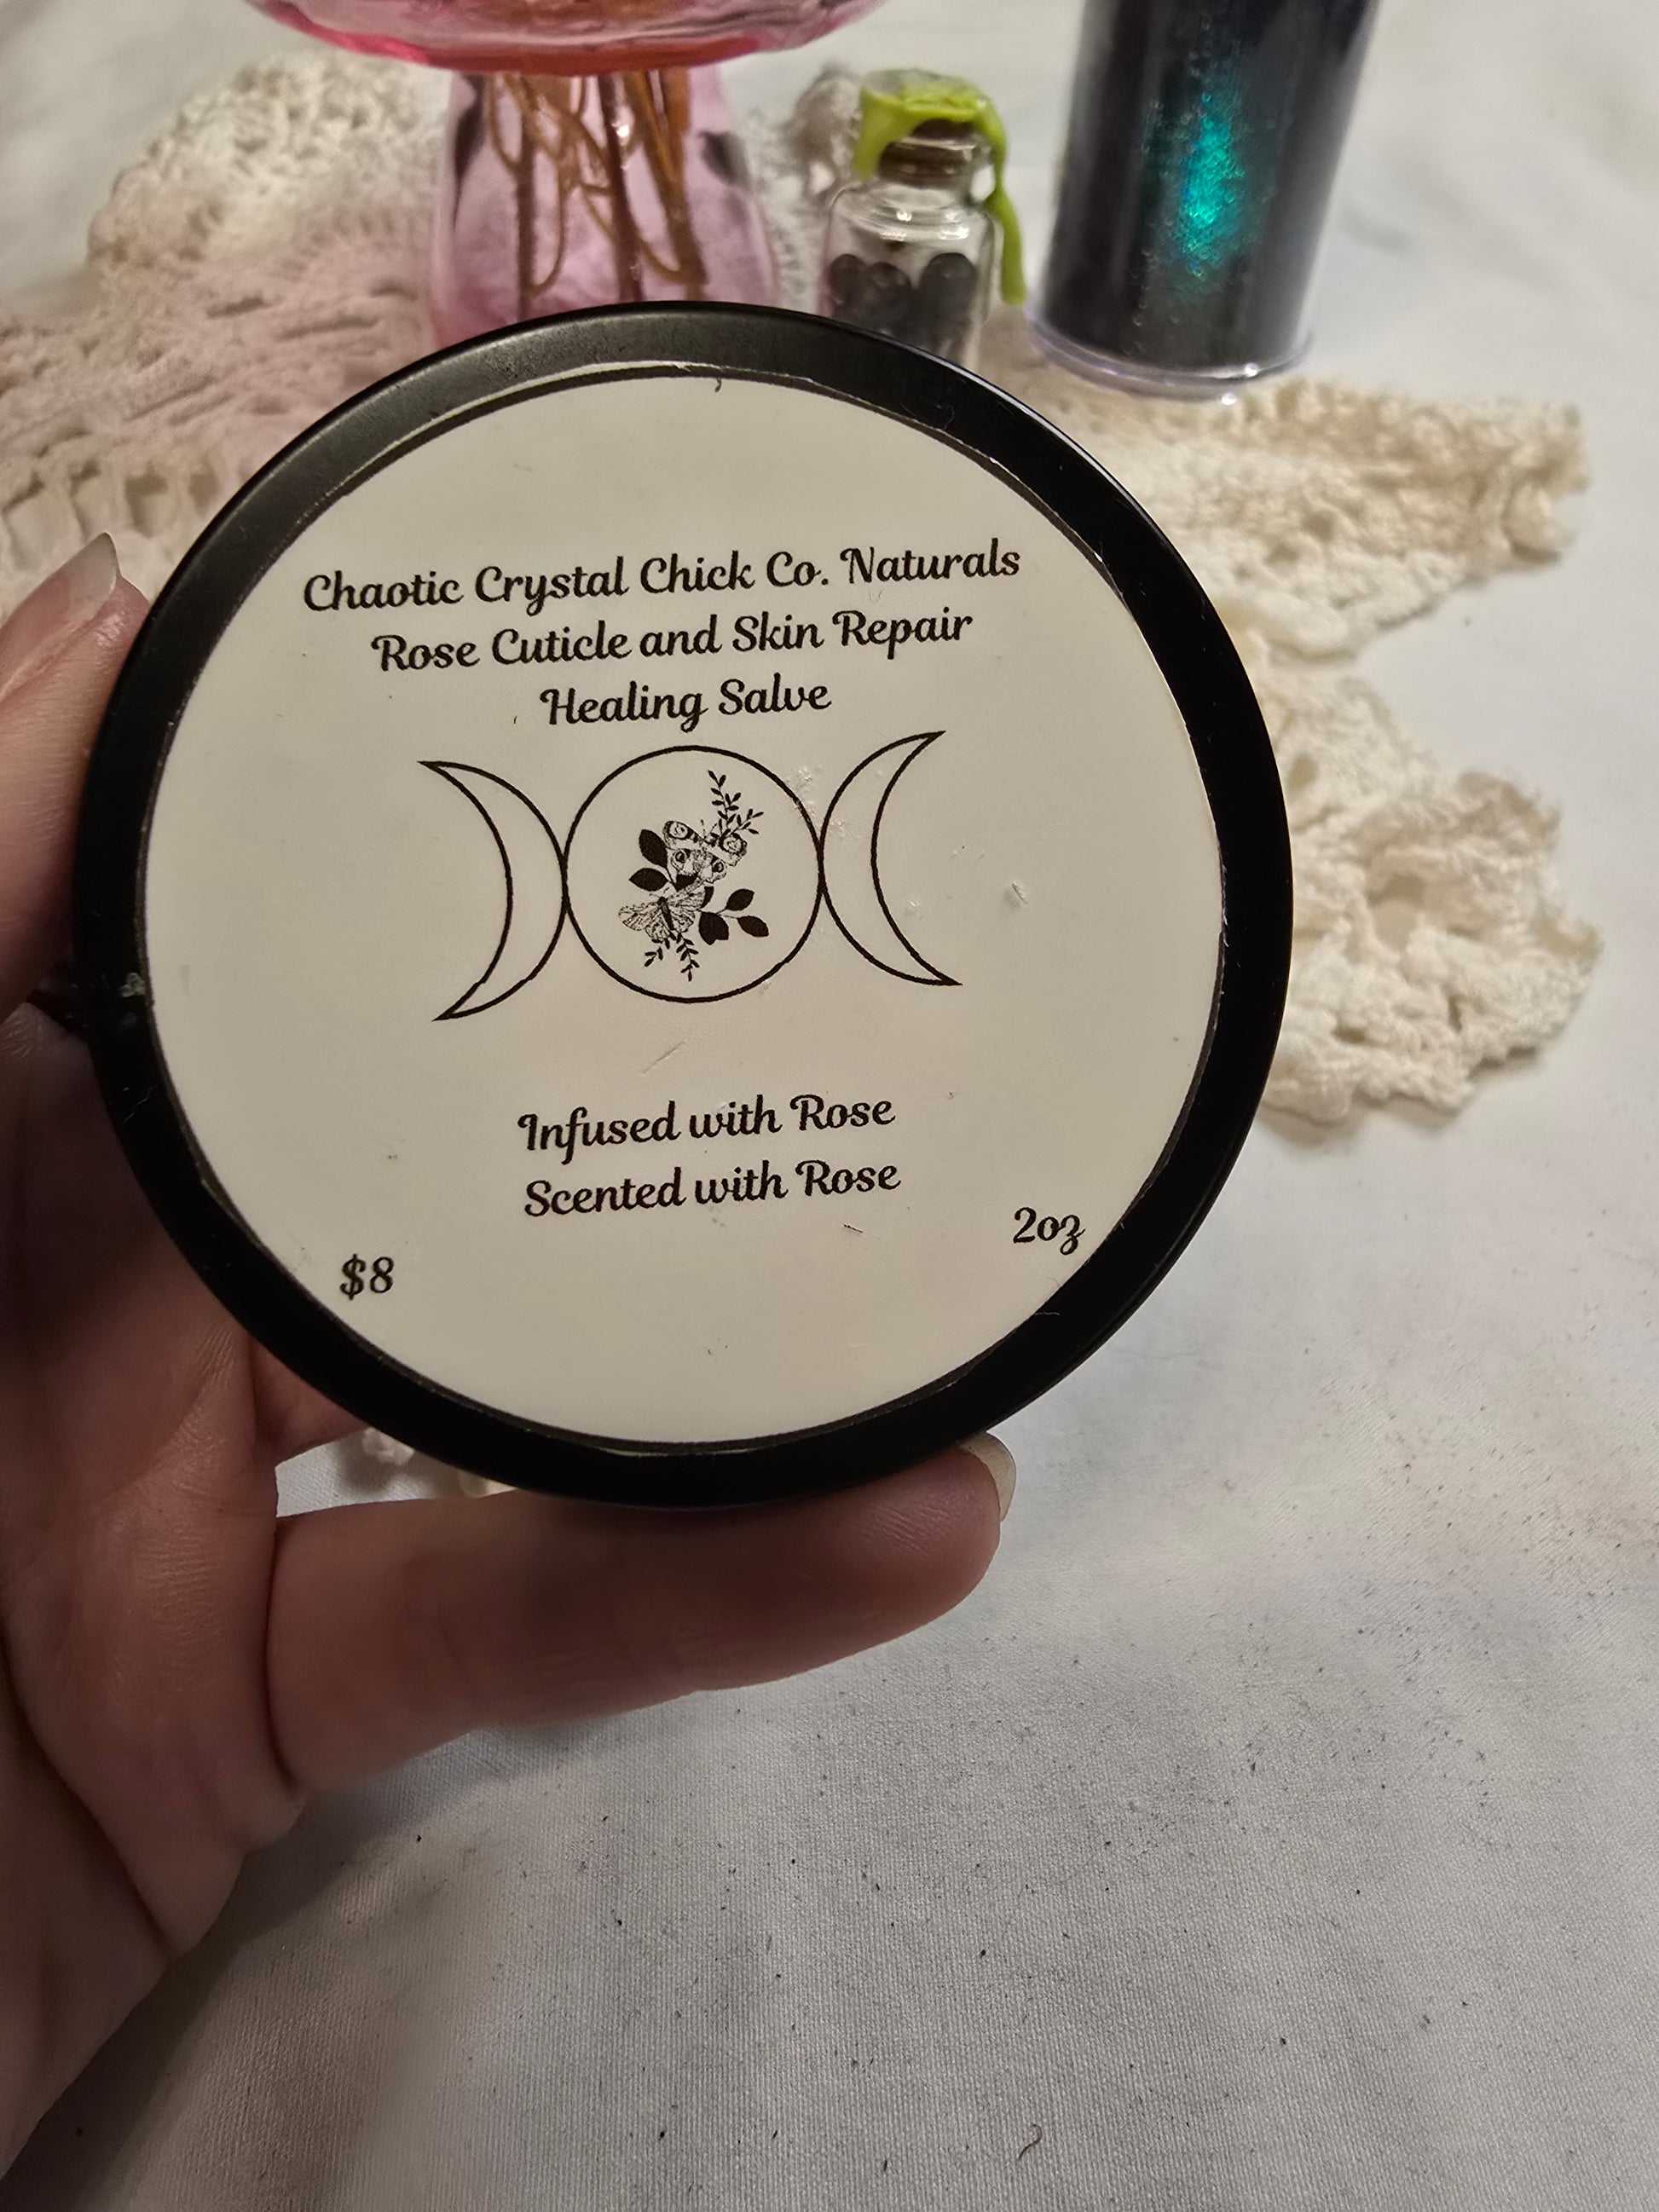 Chaotic Crystal Chick Co. Naturals
Rose Cuticle and Skin Repair
Healing Salve
Infused with Rose
Scented with Rose
2oz
$8